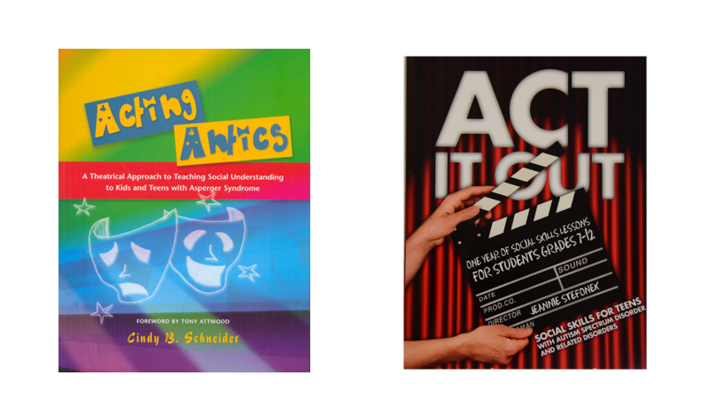 Acting
Antics
A Theatrical Approach to Teaching Social Understanding
to Kids and Teens with Asperger Syndrome
FOREWORD BY TONY ATTWOOD
Cindy B. Schneider
ACT
IT OUT
ONE YEAR OF SOCIAL SKILLS LESSONS
FOR STUDENTS GRADES 7-12
DATE
SOUND
PROD.CO.
DIRECTOR JEANNIE STEFONEK
MAN
SOCIAL SKILLS FOR TEENS
WITH AUTISM SPECTRUM DISORDER
AND RELATED DISORDERS